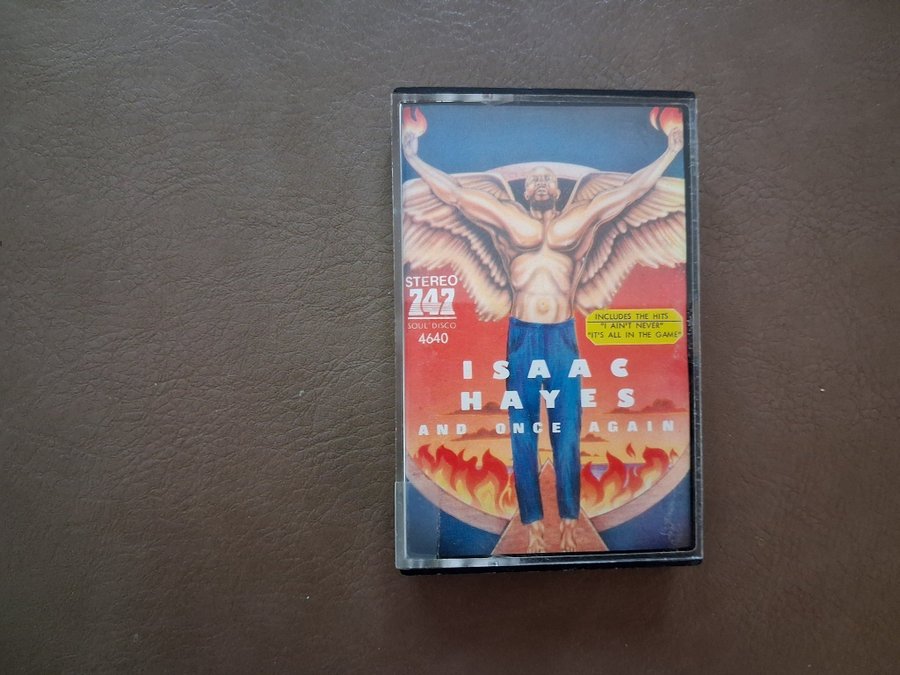 STEREO
747
SOUL DISCO
4640
INCLUDES THE HITS
"I AIN'T NEVER"
"IT'S ALL IN THE GAME"
ISAAC
HAYES
AND ONCE AGAIN